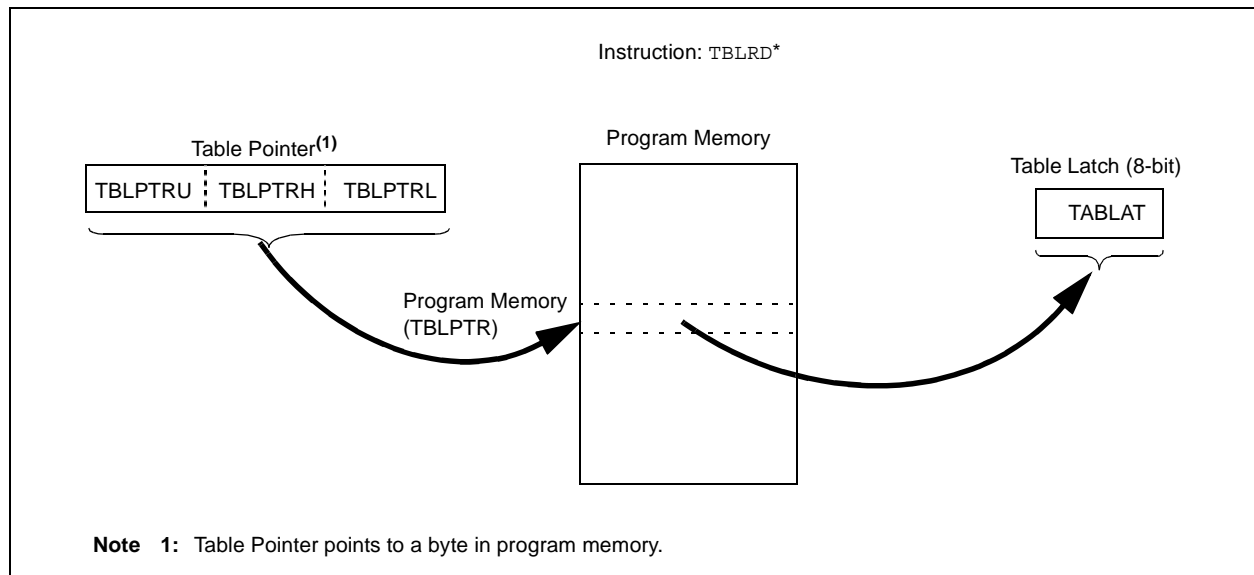 Instruction: TBLRD*
Table Pointer(1)
TBLPTRU TBLPTRH TBLPTRL
Program Memory
Table Latch (8-bit)
TABLAT
Program Memory
(TBLPTR)
Note 1: Table Pointer points to a byte in program memory.